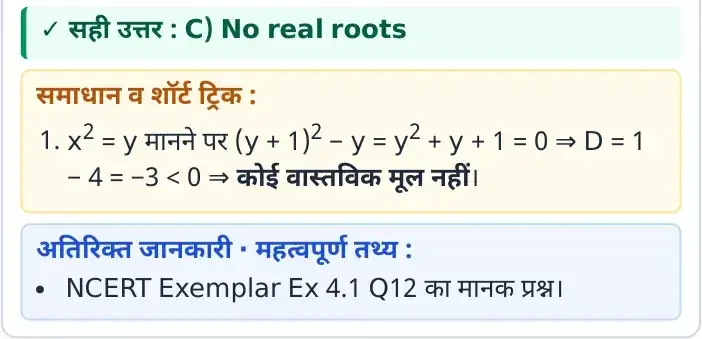 ✓ सही उत्तर : C) No real roots
समाधान व शॉर्ट ट्रिक :
1. x² = y मानने पर (y + 1)² − y = y² + y + 1 = 0 ⇒ D = 1
− 4 = −3 < 0 ⇒ कोई वास्तविक मूल नहीं।
अतिरिक्त जानकारी · महत्वपूर्ण तथ्य :
• NCERT Exemplar Ex 4.1 Q12 का मानक प्रश्न।